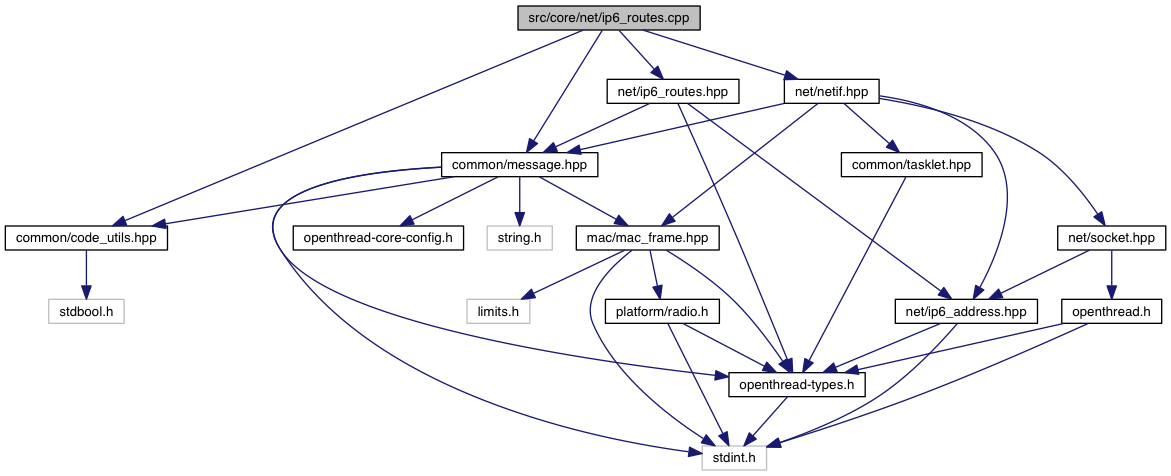 src/core/net/ip6_routes.cpp
net/ip6_routes.hpp
net/netif.hpp
common/message.hpp
common/tasklet.hpp
common/code_utils.hpp
openthread-core-config.h
string.h
mac/mac_frame.hpp
net/socket.hpp
stdbool.h
limits.h
platform/radio.h
net/ip6_address.hpp
openthread.h
openthread-types.h
stdint.h